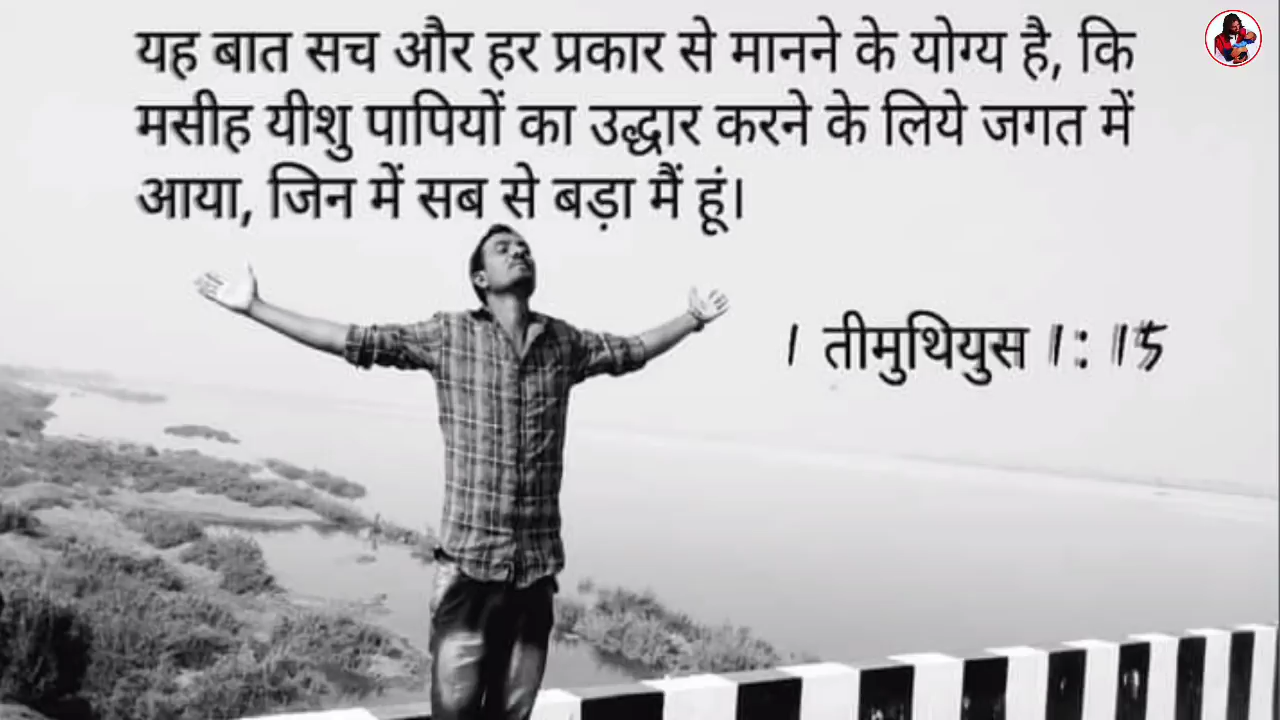 यह बात सच और हर प्रकार से मानने के योग्य है, कि
मसीह यीशु पापियों का उद्धार करने के लिये जगत में
आया, जिन में सब से बड़ा मैं हूं।
1 तीमुथियुस 1: 15